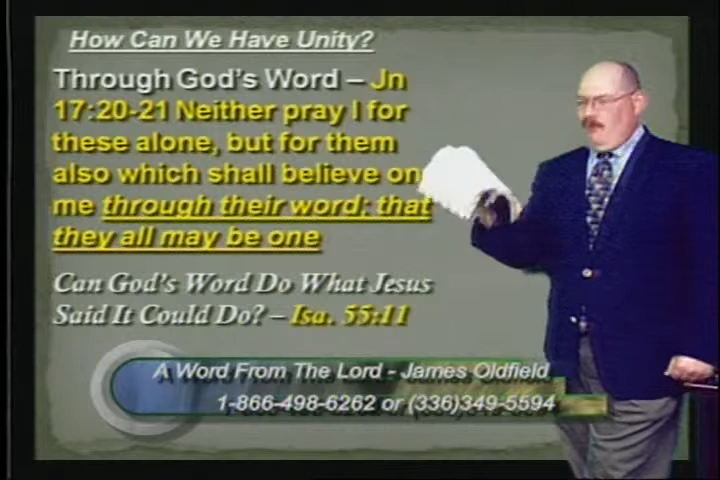 How Can We Have Unity?
Through God's Word – Jn
17:20-21 Neither pray I for
these alone, but for them
also which shall believe on
me through their word; that
they all may be one
Can God's Word Do What Jesus
Said It Could Do? – Isa. 55:11
A Word From The Lord - James Oldfield
1-866-498-6262 or (336)349-5594